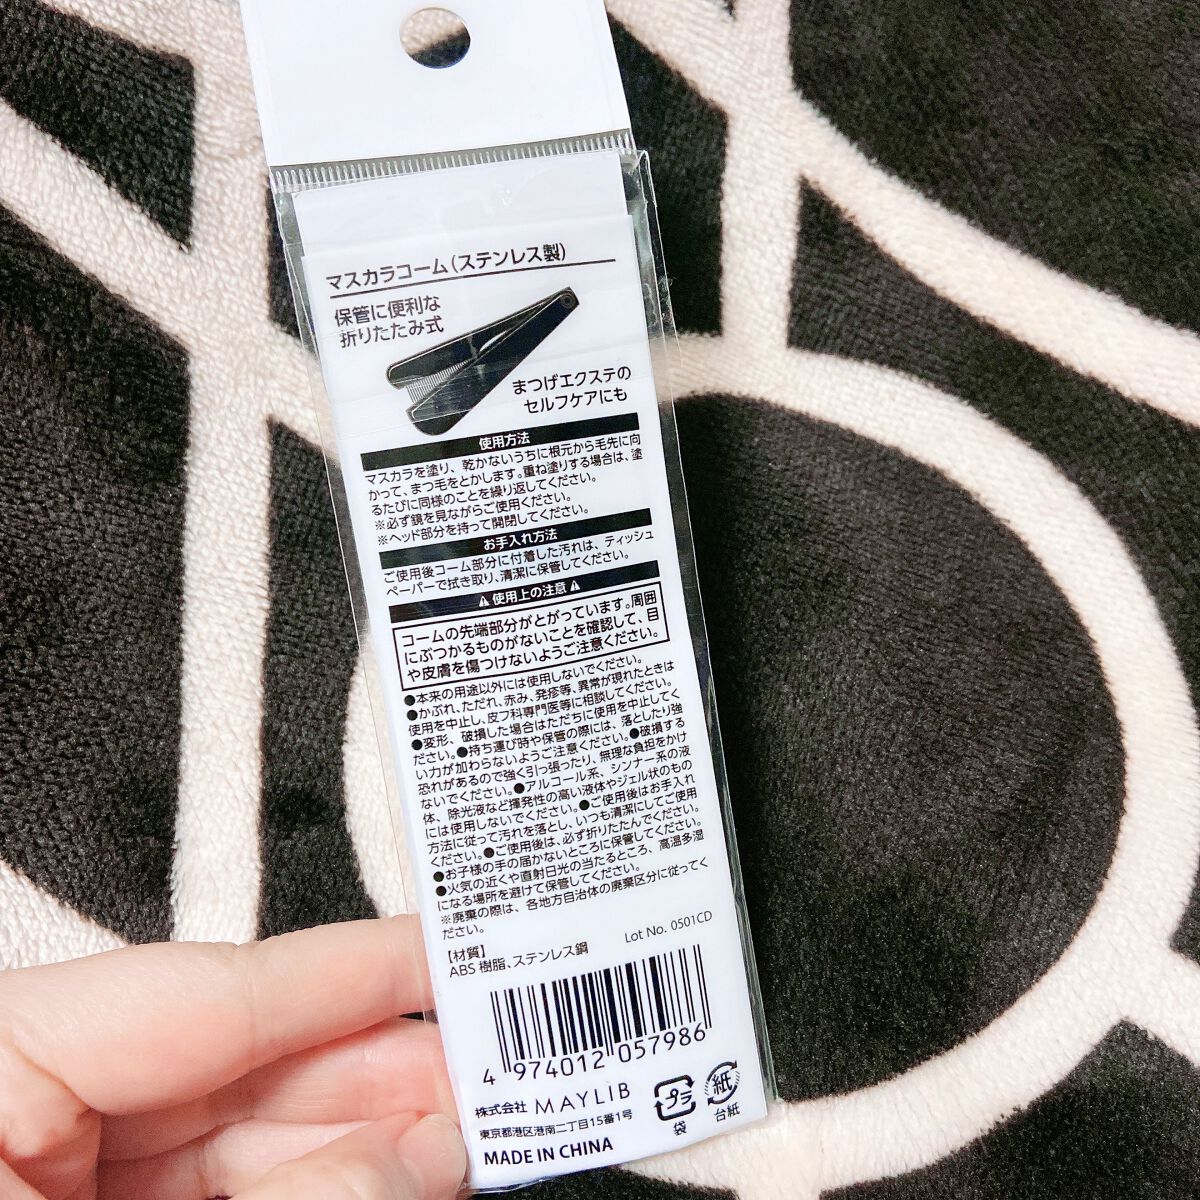 マスカラコーム(ステンレス製)
保管に便利な
折りたたみ式
まつげエクステの
セルフケアにも
使用方法
マスカラを塗り、乾かないうちに根元から毛先に向
かって、まつ毛をとかします。重ね塗りする場合は、塗
るたびに同様のことを繰り返してください。
※必ず鏡を見ながらご使用ください。
※ヘッド部分を持って開閉してください。
お手入れ方法
ご使用後コーム部分に付着した汚れは、ティッシュ
ペーパーで拭き取り、清潔に保管してください。
⚠使用上の注意⚠
コームの先端部分がとがっています。周囲
にぶつかるものがないことを確認して、目
や皮膚を傷つけないようご注意ください。
●本来の用途以外には使用しないでください。
●かぶれ、ただれ、赤み、発疹等、異常が現れたときは
使用を中止し、皮フ科専門医等に相談してください。
●変形、破損した場合はただちに使用を中止してく
ださい。●持ち運び時や保管の際には、落としたり強
い力が加わらないようご注意ください。●破損する
恐れがあるので強く引っ張ったり、無理な負担をかけ
ないでください。●アルコール系、シンナー系の液
体、除光液など揮発性の高い液体やジェル状のもの
には使用しないでください。●ご使用後はお手入れ
方法に従って汚れを落とし、いつも清潔にしてご使用
ください。●ご使用後は、必ず折りたたんでください。
●お子様の手の届かないところに保管してください。
●火気の近くや直射日光の当たるところ、高温多湿
になる場所を避けて保管してください。
※廃棄の際は、各地方自治体の廃棄区分に従ってく
ださい。
Lot No. 0501CD
【材質】
ABS樹脂、ステンレス鋼
4 974012 057986
株式会社 MAYLIB
東京都港区港南二丁目15番1号
MADE IN CHINA
プラ
袋
紙
台紙